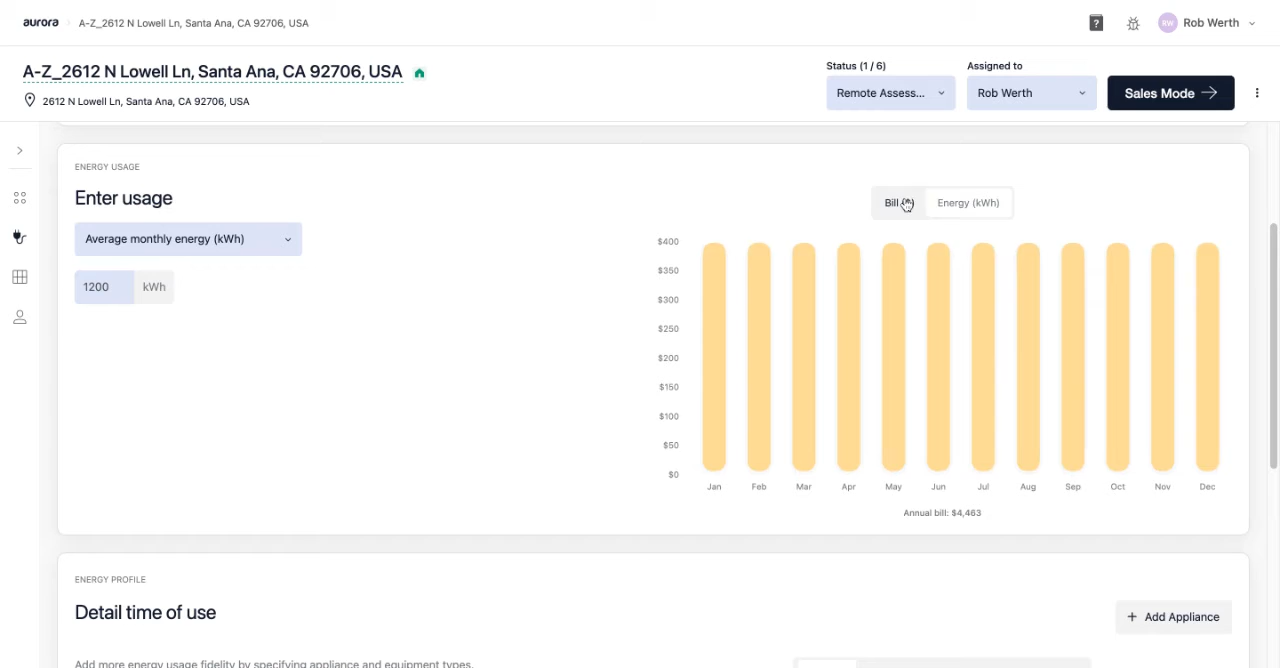 aurora
A-Z_2612 N Lowell Ln, Santa Ana, CA 92706, USA
?
RW
Rob Werth
A-Z_2612 N Lowell Ln, Santa Ana, CA 92706, USA
2612 N Lowell Ln, Santa Ana, CA 92706, USA
Status (1 / 6)
Remote Assess...
Assigned to
Rob Werth
Sales Mode
ENERGY USAGE
Enter usage
Average monthly energy (kWh)
1200 kWh
Bill
Energy (kWh)
$400
$350
$300
$250
$200
$150
$100
$50
$0
Jan Feb Mar Apr May Jun Jul Aug Sep Oct Nov Dec
Annual bill: $4,463
ENERGY PROFILE
Detail time of use
+ Add Appliance
Add more energy usage fidelity by specifying appliance and equipment types.